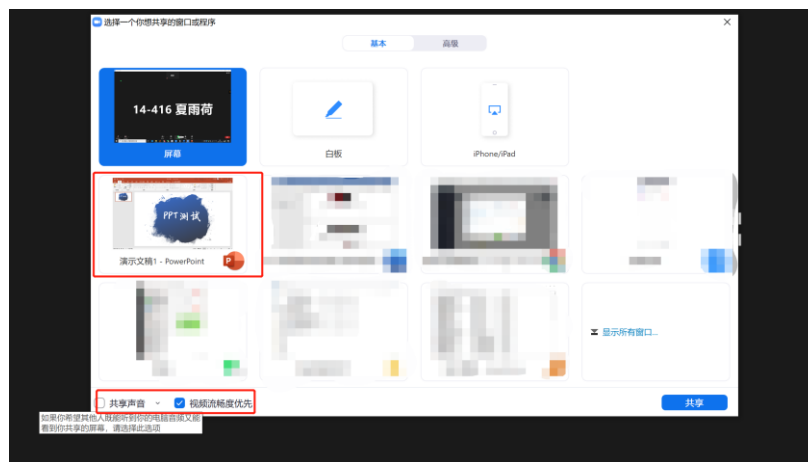 选择一个你想共享的窗口或程序
基本
高级
14-416 夏雨荷
屏幕
白板
iPhone/iPad
PPT测试
演示文稿1 - PowerPoint
显示所有窗口...
共享声音
视频流畅度优先
共享
如果你希望其他人既能听到你的电脑音频又能
看到你共享的屏幕，请选择此选项